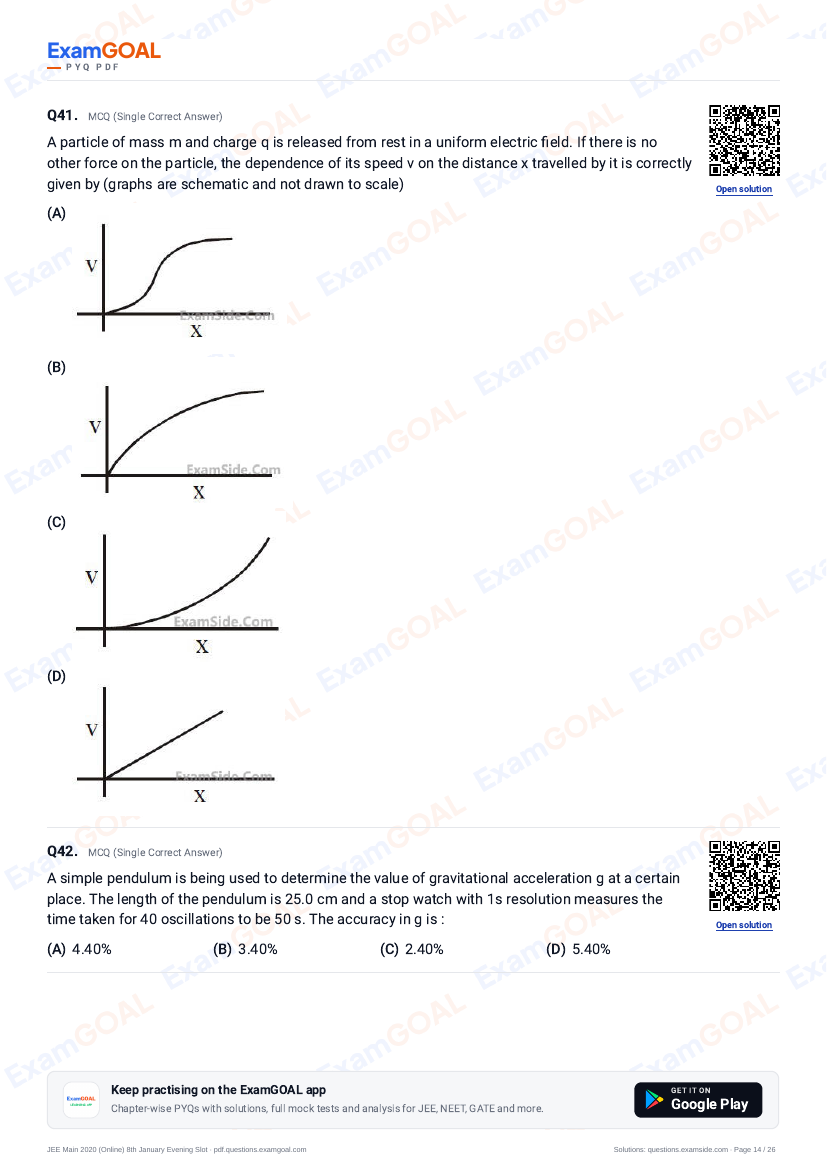 ExamGOAL
PYQ PDF
Q41. MCQ (Single Correct Answer)
A particle of mass m and charge q is released from rest in a uniform electric field. If there is no
other force on the particle, the dependence of its speed v on the distance x travelled by it is correctly
given by (graphs are schematic and not drawn to scale)
Open solution
(A)
V
ExamSide.Com
X
(B)
V
ExamSide.Com
X
(C)
V
ExamSide.Com
X
(D)
V
ExamSide.Com
X
Q42. MCQ (Single Correct Answer)
A simple pendulum is being used to determine the value of gravitational acceleration g at a certain
place. The length of the pendulum is 25.0 cm and a stop watch with 1s resolution measures the
time taken for 40 oscillations to be 50 s. The accuracy in g is :
Open solution
(A) 4.40% (B) 3.40% (C) 2.40% (D) 5.40%
ExamGOAL
Keep practising on the ExamGOAL app
Chapter-wise PYQs with solutions, full mock tests and analysis for JEE, NEET, GATE and more.
GET IT ON
Google Play
JEE Main 2020 (Online) 8th January Evening Slot · pdf.questions.examgoal.com
Solutions: questions.examside.com · Page 14 / 26